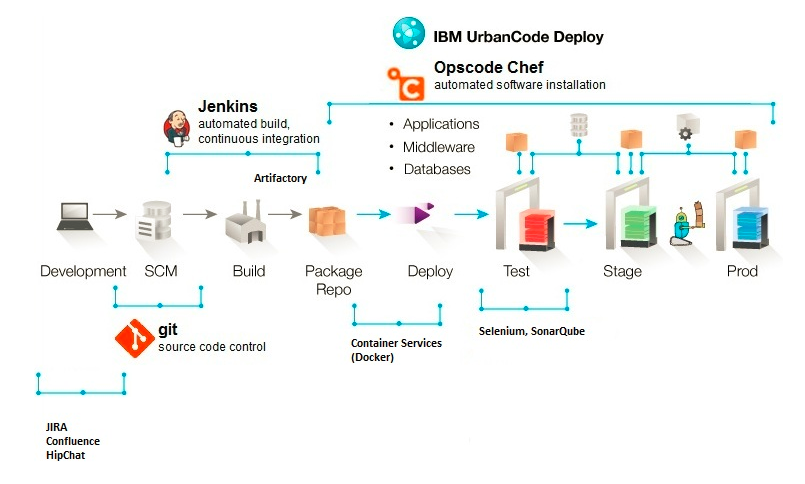 IBM UrbanCode Deploy
Opscode Chef
automated software installation
Jenkins
automated build,
continuous integration
• Applications
• Middleware
• Databases
Artifactory
Development
SCM
Build
Package
Repo
Deploy
Test
Stage
Prod
git
source code control
Container Services
(Docker)
Selenium, SonarQube
JIRA
Confluence
HipChat